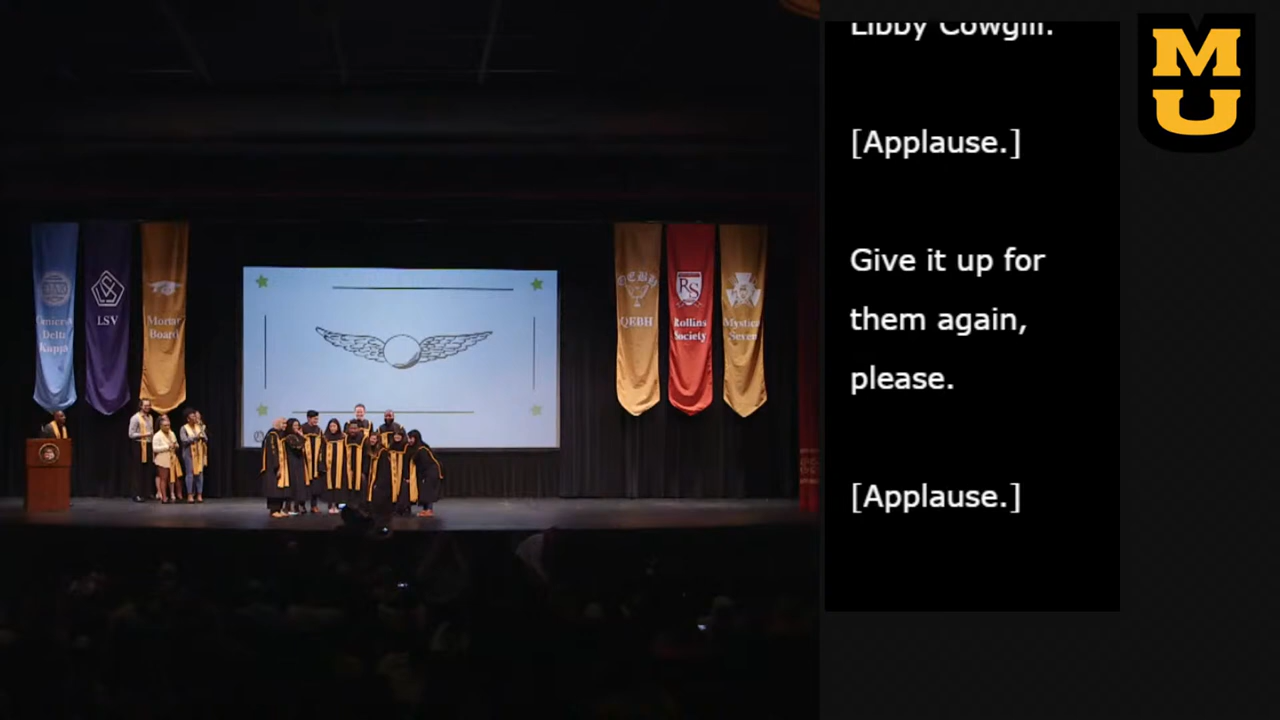 Libby Cowgill.
[Applause.]
Give it up for
them again,
please.
[Applause.]
MU
Omicron
Delta
Kappa
LSV
Mortar
Board
QEBH
QEBH
RS
Rollins
Society
Mystical
Seven